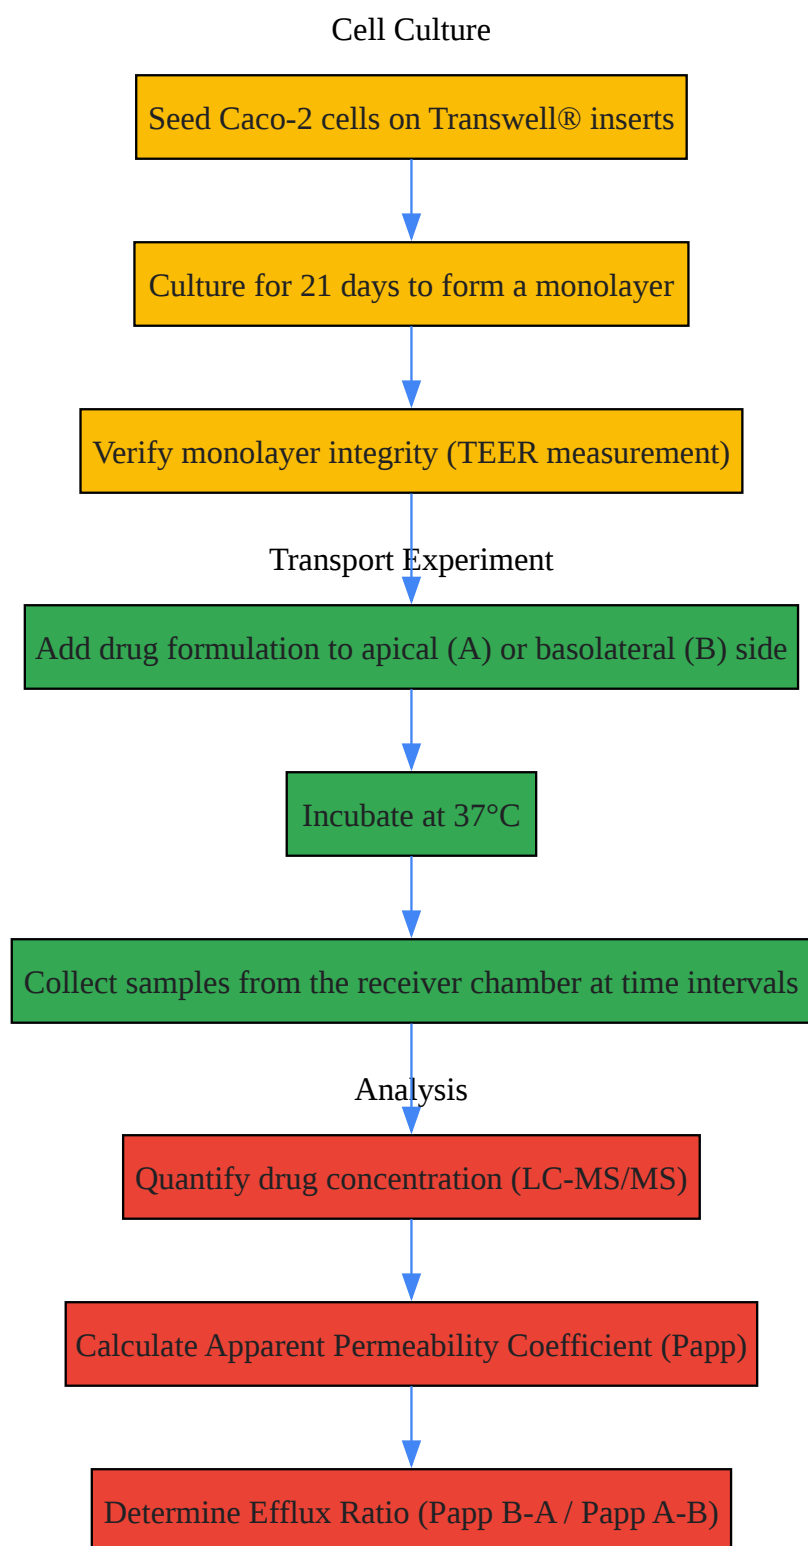 Cell Culture
Seed Caco-2 cells on Transwell® inserts
Culture for 21 days to form a monolayer
Verify monolayer integrity (TEER measurement)
Transport Experiment
Add drug formulation to apical (A) or basolateral (B) side
Incubate at 37°C
Collect samples from the receiver chamber at time intervals
Analysis
Quantify drug concentration (LC-MS/MS)
Calculate Apparent Permeability Coefficient (Papp)
Determine Efflux Ratio (Papp B-A / Papp A-B)